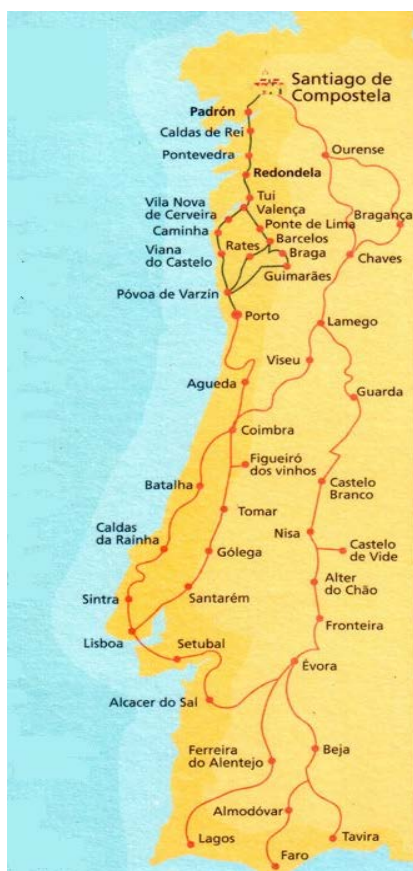 Santiago de
Compostela
Padrón
Caldas de Rei
Ourense
Pontevedra
Redondela
Tui
Bragança
Vila Nova
de Cerveira
Valença
Ponte de Lima
Caminha
Barcelos
Rates
Braga
Viana
do Castelo
Chaves
Guimarães
Póvoa de Varzin
Porto
Lamego
Viseu
Agueda
Guarda
Coimbra
Figueiró
dos vinhos
Batalha
Castelo
Branco
Tomar
Caldas
da Raínha
Nisa
Gólega
Castelo
de Vide
Alter
do Chão
Sintra
Santarém
Fronteira
Lisboa
Setubal
Évora
Alcacer do Sal
Ferreira
do Alentejo
Beja
Almodóvar
Lagos
Tavira
Faro